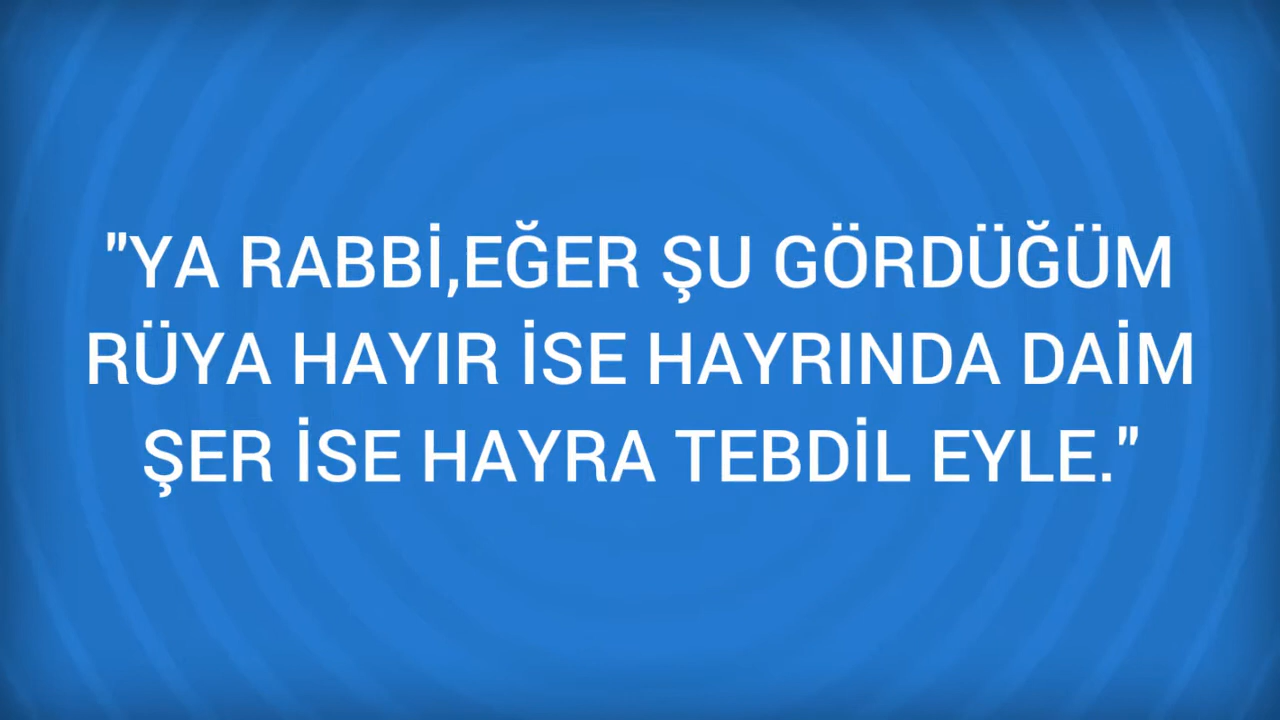 "YA RABBİ,EĞER ŞU GÖRDÜĞÜM
RÜYA HAYIR İSE HAYRINDA DAİM
ŞER İSE HAYRA TEBDİL EYLE."